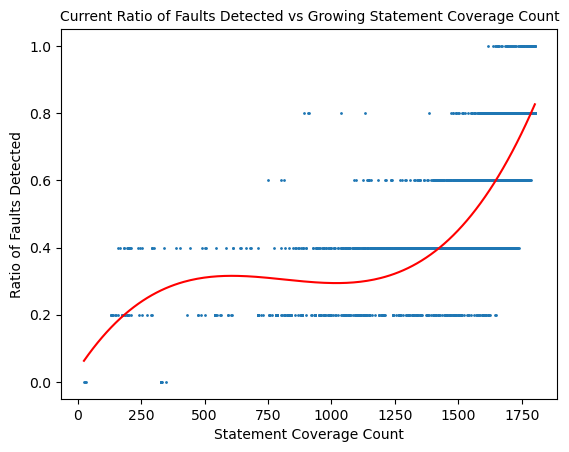 Current Ratio of Faults Detected vs Growing Statement Coverage Count
Ratio of Faults Detected
1.0
0.8
0.6
0.4
0.2
0.0
0 250 500 750 1000 1250 1500 1750
Statement Coverage Count